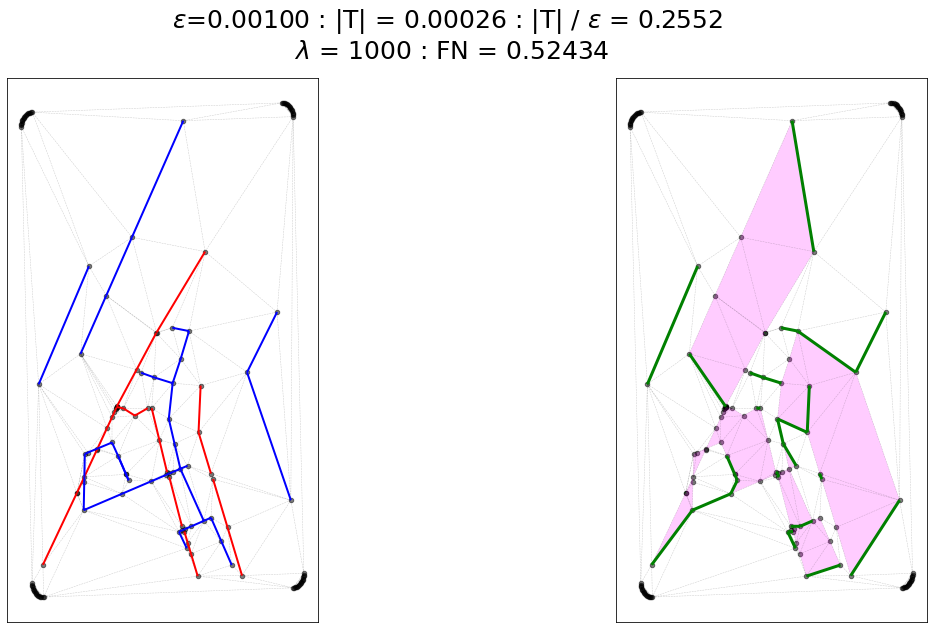 ε=0.00100 : |T| = 0.00026 : |T| / ε = 0.2552
λ = 1000 : FN = 0.52434